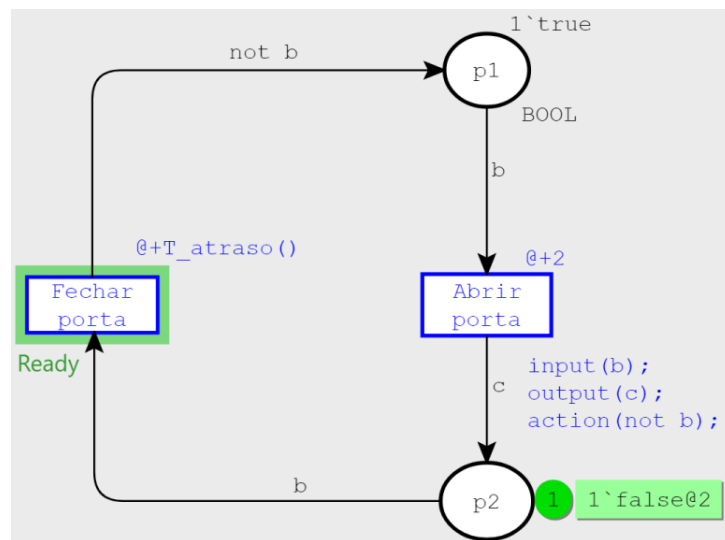 1`true
not b
p1
BOOL
b
@+T_atraso()
@+2
Fechar
porta
Abrir
porta
Ready
input(b);
c
output(c);
action(not b);
b
p2
1
1`false@2